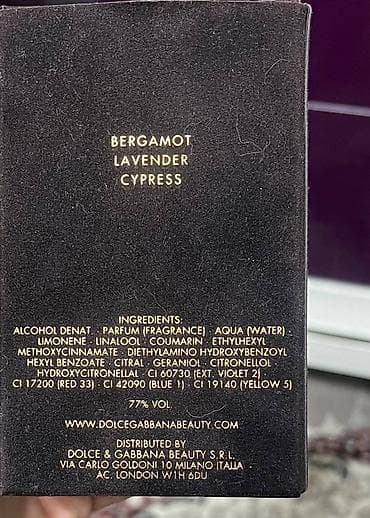 BERGAMOT
LAVENDER
CYPRESS
INGREDIENTS:
ALCOHOL DENAT. · PARFUM (FRAGRANCE) · AQUA (WATER) ·
LIMONENE · LINALOOL · COUMARIN · ETHYLHEXYL
METHOXYCINNAMATE · DIETHYLAMINO HYDROXYBENZOYL
HEXYL BENZOATE · CITRAL · GERANIOL · CITRONELLOL ·
HYDROXYCITRONELLAL · CI 60730 (EXT. VIOLET 2) ·
CI 17200 (RED 33) · CI 42090 (BLUE 1) · CI 19140 (YELLOW 5)
77% VOL
WWW.DOLCEGABBANABEAUTY.COM
DISTRIBUTED BY
DOLCE & GABBANA BEAUTY S.R.L.
VIA CARLO GOLDONI 10 MILANO ITALIA
AC. LONDON W1H 6DU